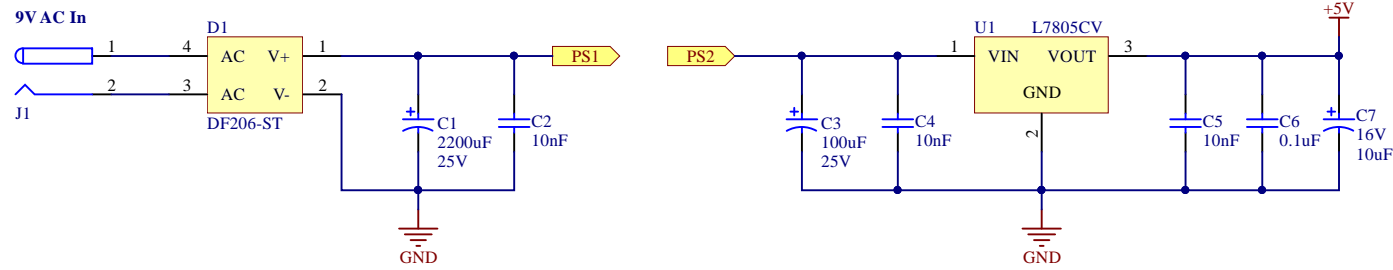 9V AC In
J1
1
2
4
3
D1
AC V+
AC V-
DF206-ST
1
2
C1
2200uF
25V
C2
10nF
PS1
GND
PS2
C3
100uF
25V
C4
10nF
U1 L7805CV
1
VIN VOUT
GND
3
2
GND
C5
10nF
C6
0.1uF
+5V
C7
16V
10uF